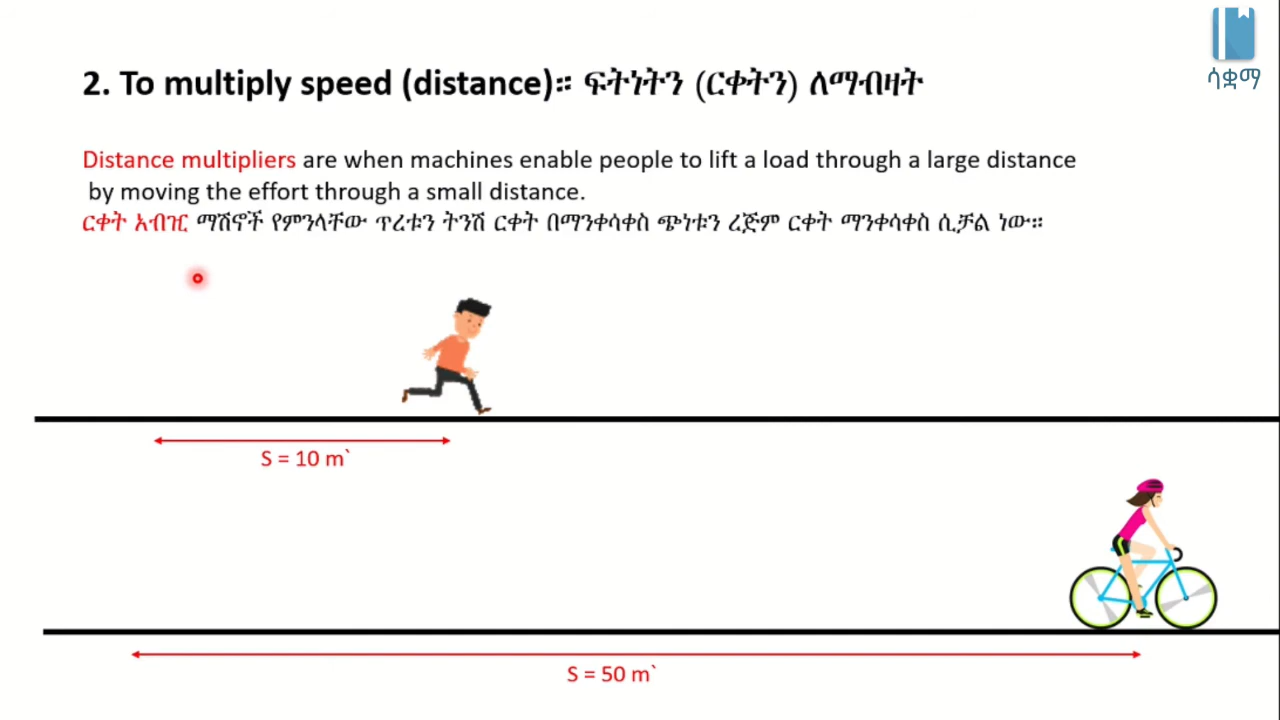 ሳቋማ
2. To multiply speed (distance)። ፍትነትን (ርቀትን) ለማብዛት
Distance multipliers are when machines enable people to lift a load through a large distance
by moving the effort through a small distance.
ርቀት አብዢ ማሽኖች የምንላቸው ጥረቱን ትንሽ ርቀት በማንቀሳቀስ ጭነቱን ረጅም ርቀት ማንቀሳቀስ ሲቻል ነው።
S = 10 m`
S = 50 m`